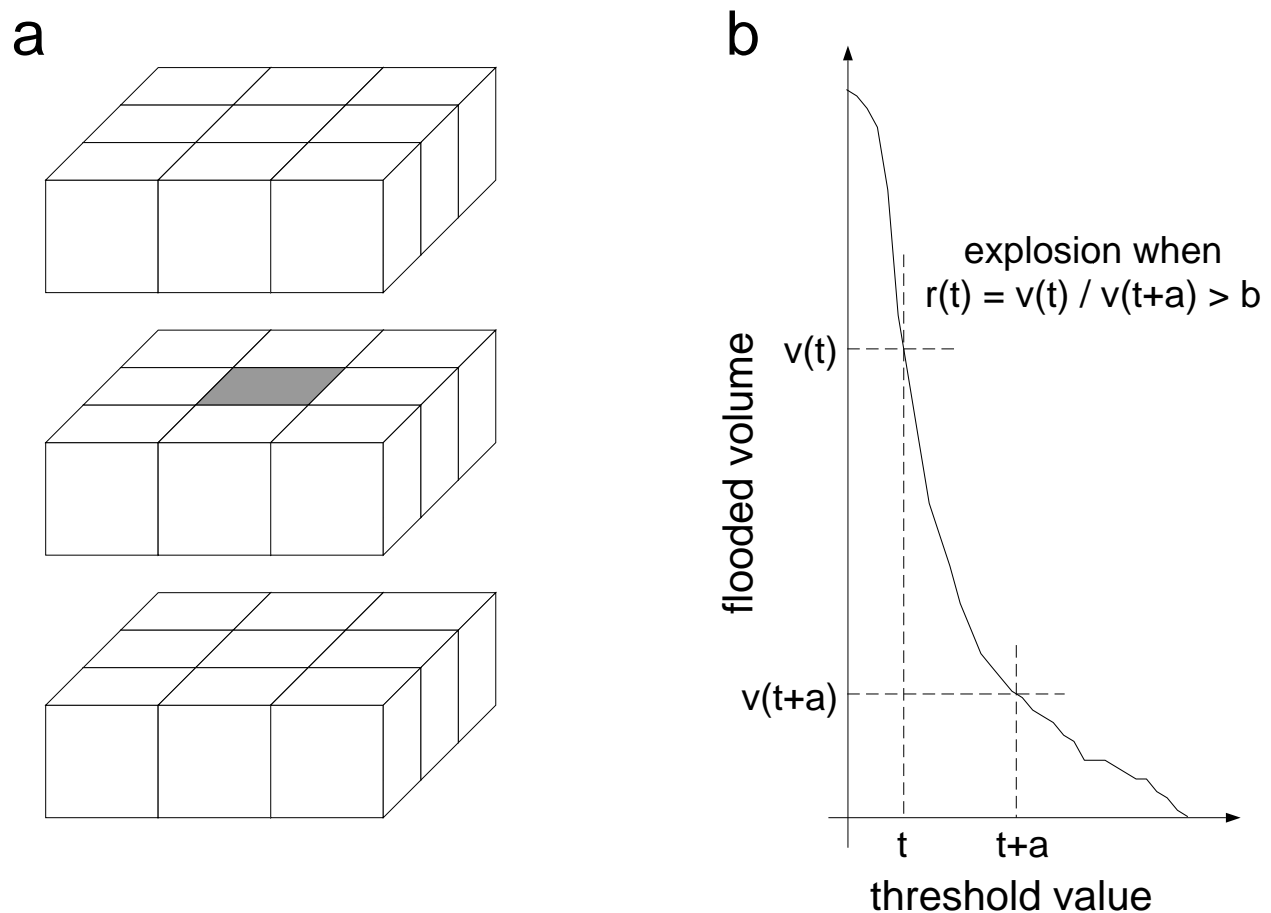 a
b
explosion when
r(t) = v(t) / v(t+a) > b
v(t)
flooded volume
v(t+a)
t
t+a
threshold value